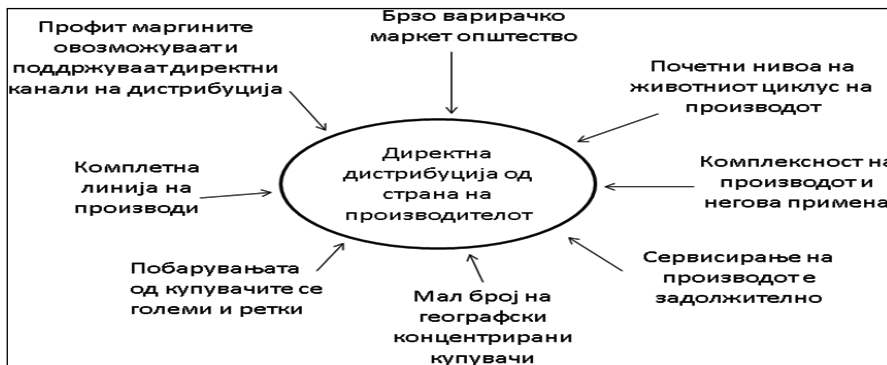 Профит маргините
овозможуваат и
поддржуваат директни
канали на дистрибуција
Брзо варирачко
маркет општество
Почетни нивоа на
животниот циклус на
производот
Комплетна
линија на
производи
Директна
дистрибуција од
страна на
производителот
Комплексност на
производот и
негова примена
Побарувањата
од купувачите се
големи и ретки
Мал број на
географски
концентрирани
купувачи
Сервисирање на
производот е
задолжително